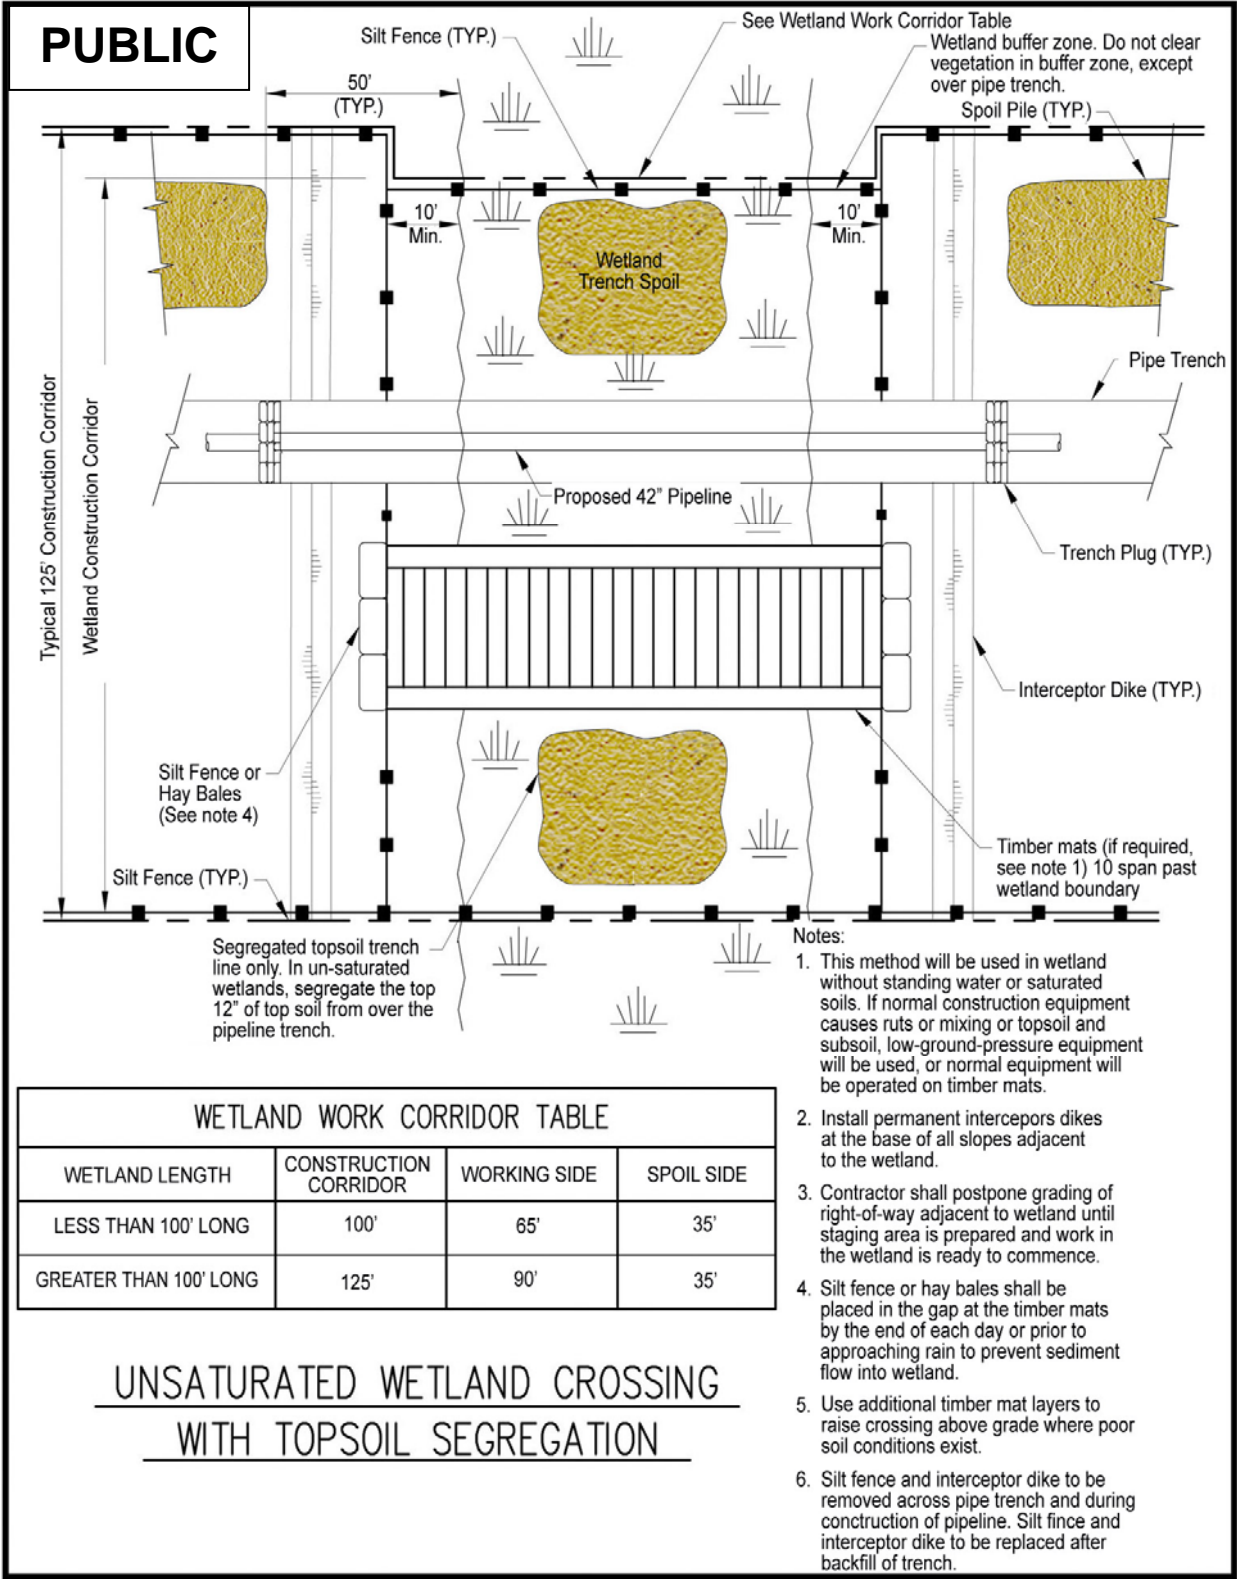 PUBLIC
Silt Fence (TYP.)
See Wetland Work Corridor Table
Wetland buffer zone. Do not clear
vegetation in buffer zone, except
over pipe trench.
Spoil Pile (TYP.)
50'
(TYP.)
10'
Min.
10'
Min.
Wetland
Trench Spoil
Pipe Trench
Typical 125' Construction Corridor
Wetland Construction Corridor
Proposed 42" Pipeline
Trench Plug (TYP.)
Interceptor Dike (TYP.)
Silt Fence or
Hay Bales
(See note 4)
Timber mats (if required,
see note 1) 10 span past
wetland boundary
Silt Fence (TYP.)
Segregated topsoil trench
line only. In un-saturated
wetlands, segregate the top
12" of top soil from over the
pipeline trench.
Notes:
1. This method will be used in wetland
without standing water or saturated
soils. If normal construction equipment
causes ruts or mixing or topsoil and
subsoil, low-ground-pressure equipment
will be used, or normal equipment will
be operated on timber mats.
2. Install permanent intercepors dikes
at the base of all slopes adjacent
to the wetland.
3. Contractor shall postpone grading of
right-of-way adjacent to wetland until
staging area is prepared and work in
the wetland is ready to commence.
4. Silt fence or hay bales shall be
placed in the gap at the timber mats
by the end of each day or prior to
approaching rain to prevent sediment
flow into wetland.
5. Use additional timber mat layers to
raise crossing above grade where poor
soil conditions exist.
6. Silt fence and interceptor dike to be
removed across pipe trench and during
construction of pipeline. Silt fince and
interceptor dike to be replaced after
backfill of trench.
WETLAND WORK CORRIDOR TABLE
WETLAND LENGTH CONSTRUCTION CORRIDOR WORKING SIDE SPOIL SIDE
LESS THAN 100' LONG 100' 65' 35'
GREATER THAN 100' LONG 125' 90' 35'
UNSATURATED WETLAND CROSSING
WITH TOPSOIL SEGREGATION